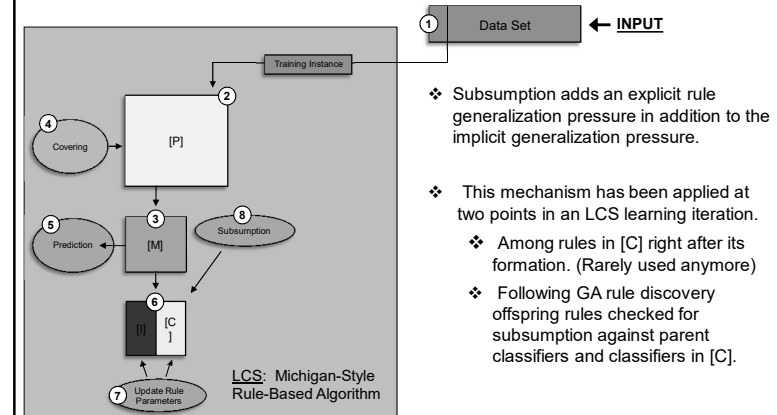 1
Data Set
INPUT
Training Instance
2
4
Covering
[P]
3
8
5
Prediction
[M]
Subsumption
6
[I]
[C
]
7
Update Rule
Parameters
LCS: Michigan-Style
Rule-Based Algorithm
❖ Subsumption adds an explicit rule
generalization pressure in addition to the
implicit generalization pressure.
❖ This mechanism has been applied at
two points in an LCS learning iteration.
❖ Among rules in [C] right after its
formation. (Rarely used anymore)
❖ Following GA rule discovery
offspring rules checked for
subsumption against parent
classifiers and classifiers in [C].